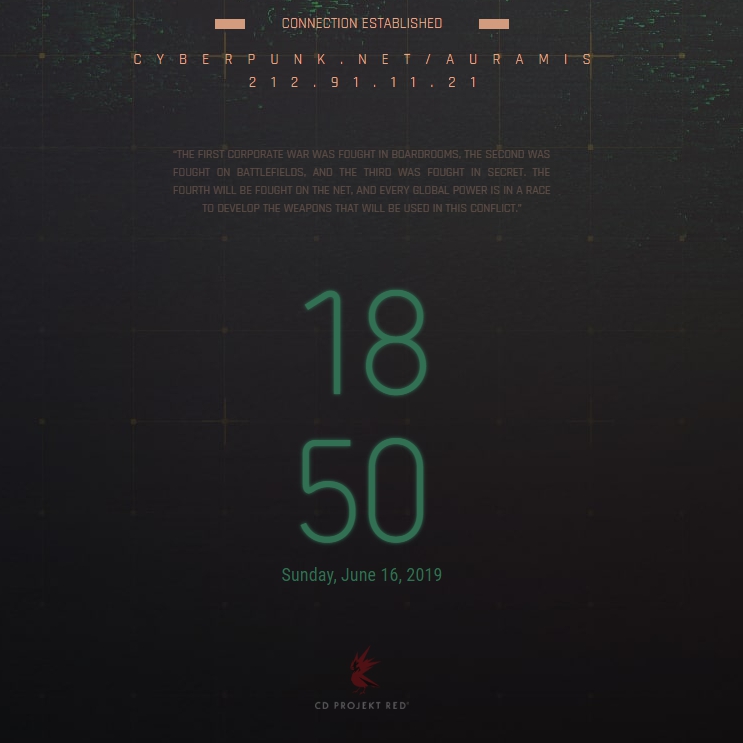 CONNECTION ESTABLISHED
CYBERPUNK.NET/AURAMIS
212.91.11.21
"THE FIRST CORPORATE WAR WAS FOUGHT IN BOARDROOMS, THE SECOND WAS
FOUGHT ON BATTLEFIELDS, AND THE THIRD WAS FOUGHT IN SECRET. THE
FOURTH WILL BE FOUGHT ON THE NET, AND EVERY GLOBAL POWER IS IN A RACE
TO DEVELOP THE WEAPONS THAT WILL BE USED IN THIS CONFLICT."
18
50
Sunday, June 16, 2019
CD PROJEKT RED®